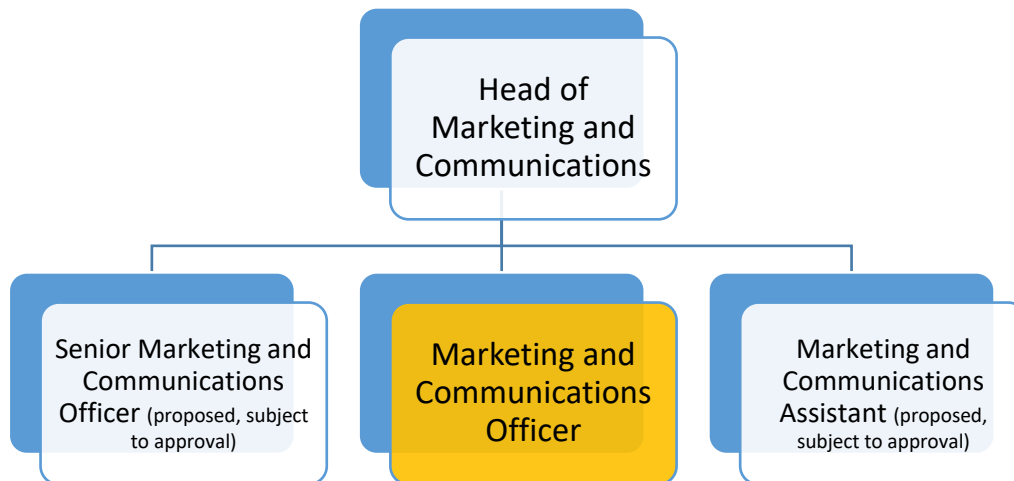 Head of
Marketing and
Communications
Senior Marketing and
Communications
Officer (proposed, subject
to approval)
Marketing and
Communications
Officer
Marketing and
Communications
Assistant (proposed,
subject to approval)